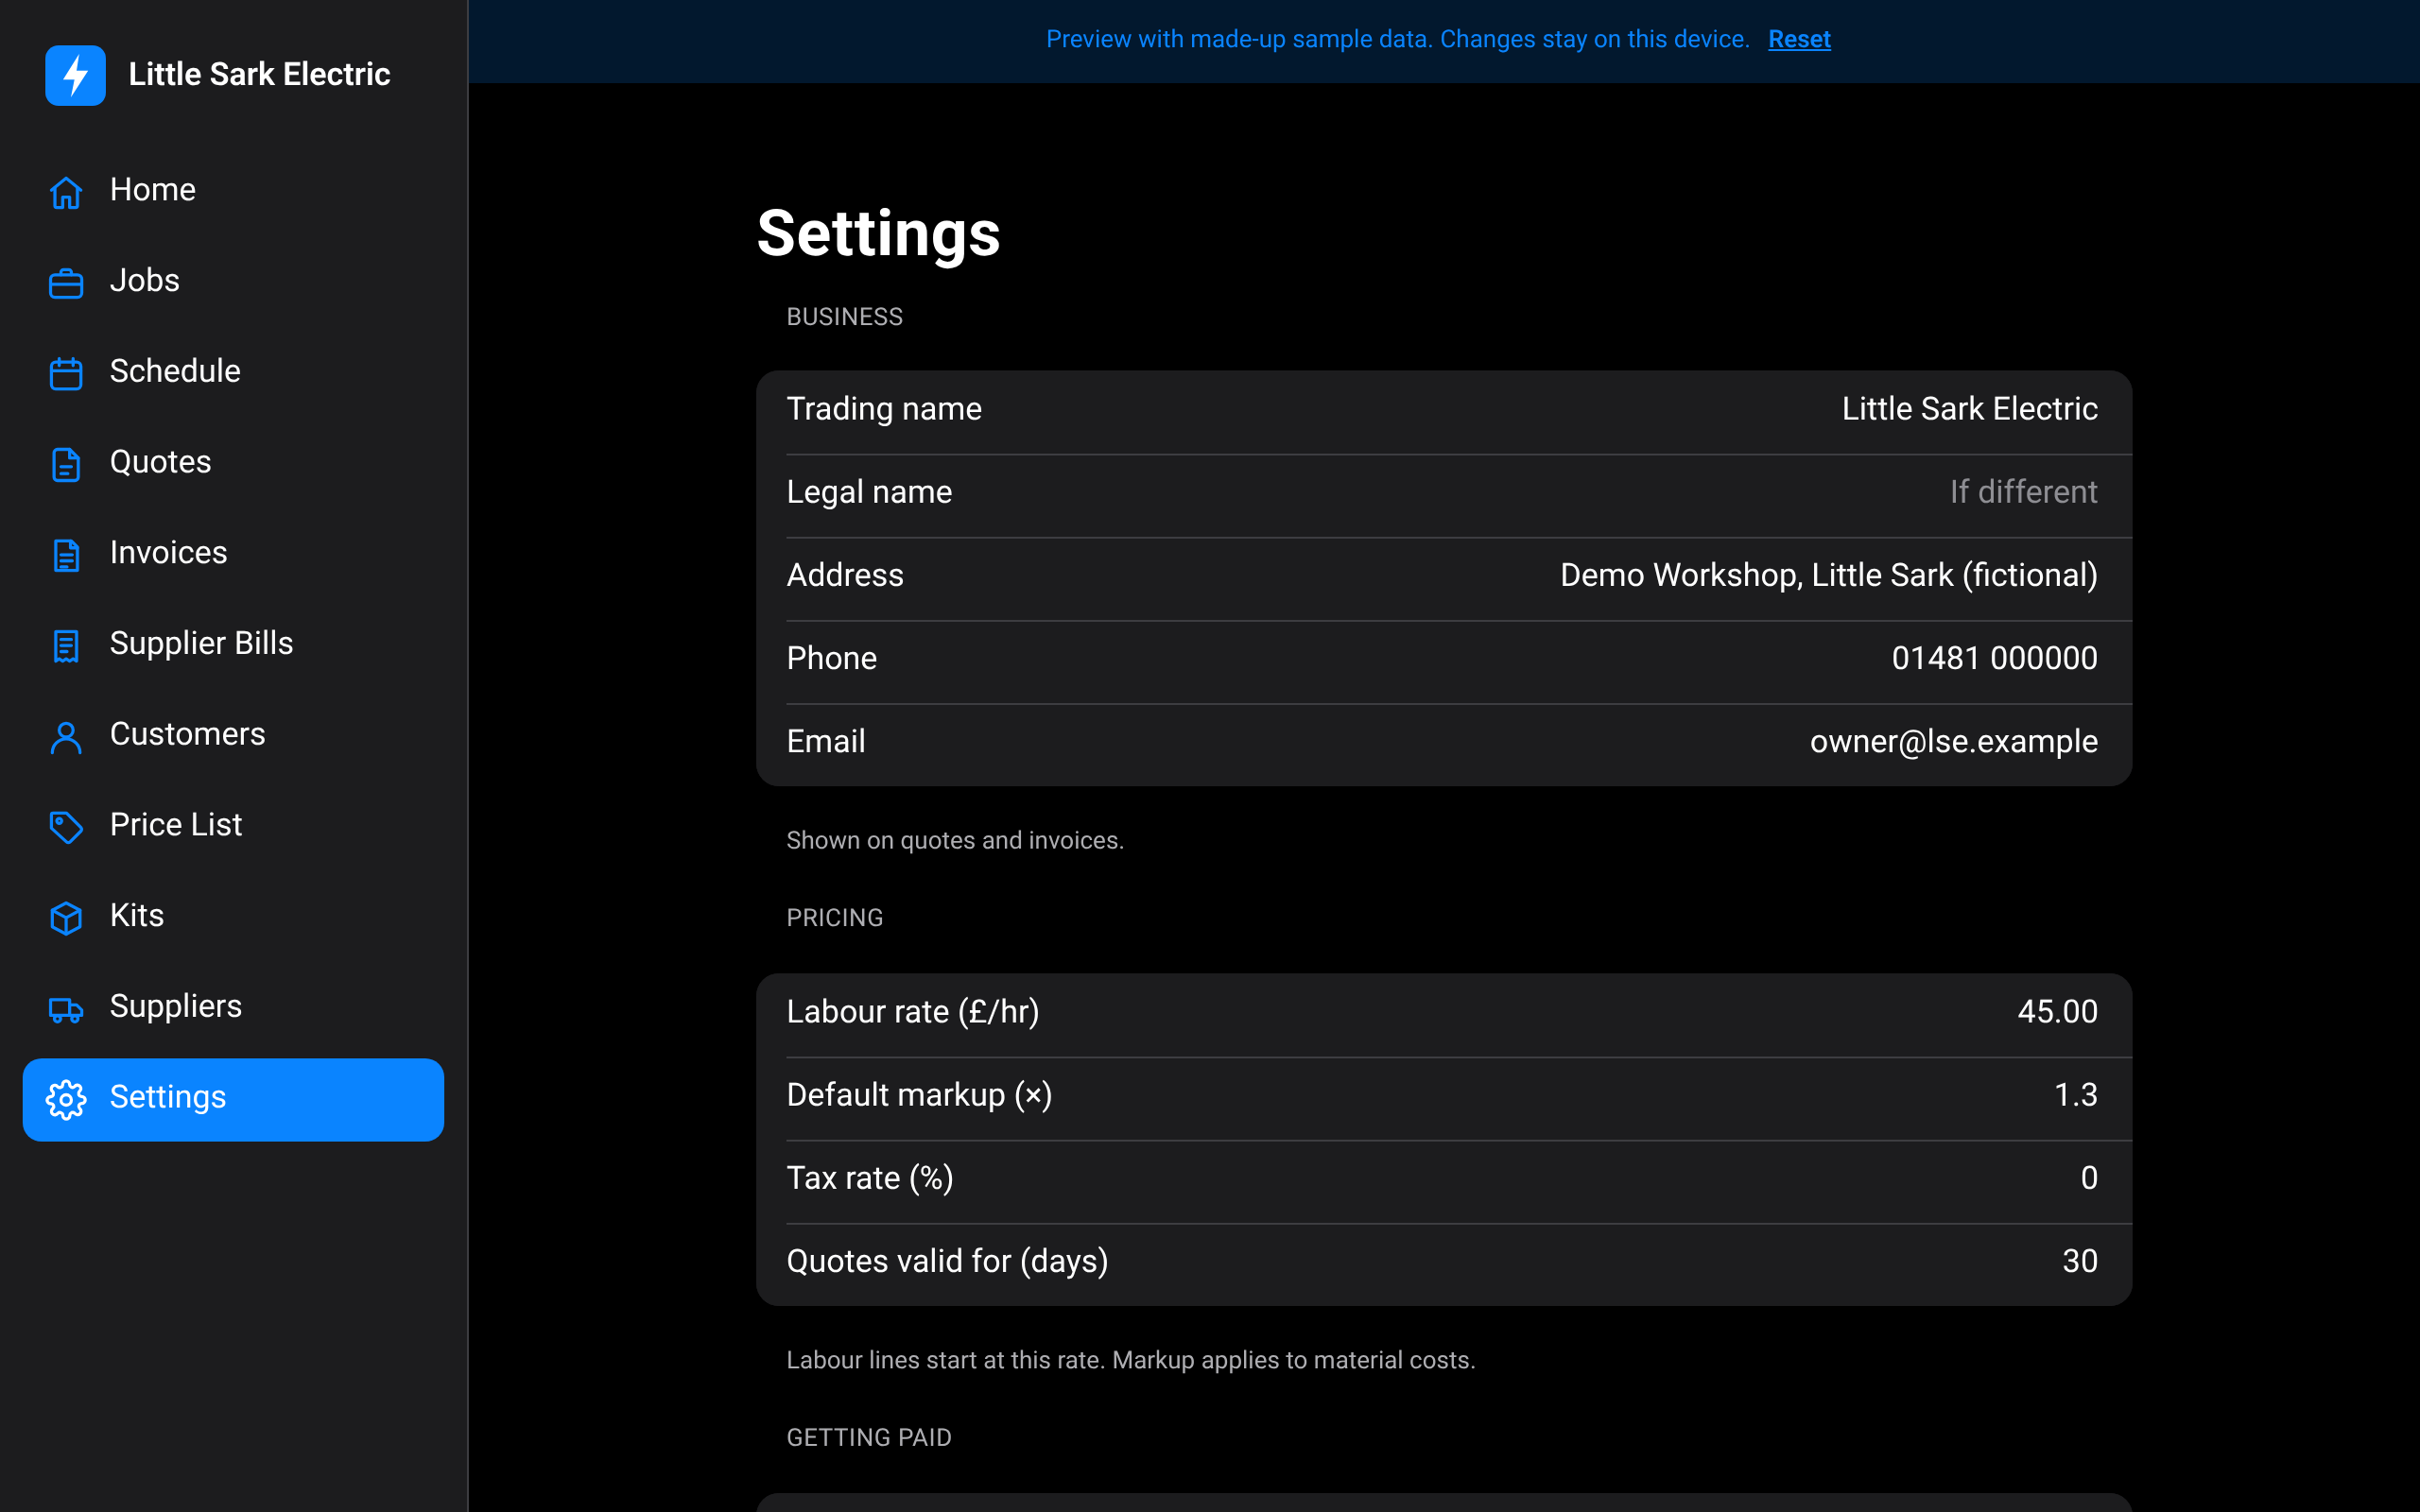 Little Sark Electric
Home
Jobs
Schedule
Quotes
Invoices
Supplier Bills
Customers
Price List
Kits
Suppliers
Settings
Preview with made-up sample data. Changes stay on this device. Reset
Settings
BUSINESS
Trading name Little Sark Electric
Legal name If different
Address Demo Workshop, Little Sark (fictional)
Phone 01481 000000
Email owner@lse.example
Shown on quotes and invoices.
PRICING
Labour rate (£/hr) 45.00
Default markup (×) 1.3
Tax rate (%) 0
Quotes valid for (days) 30
Labour lines start at this rate. Markup applies to material costs.
GETTING PAID